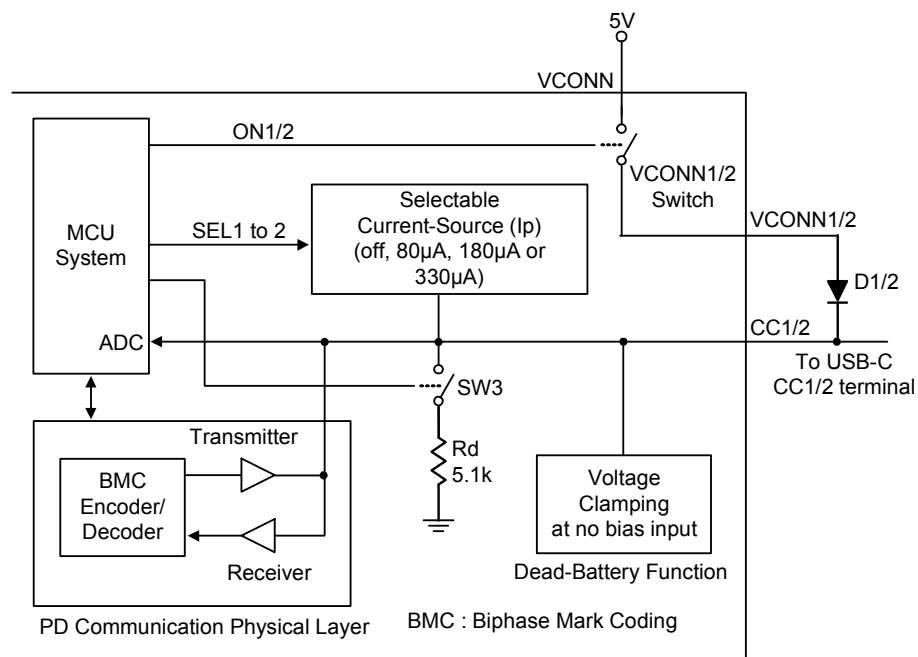 5V
VCONN
ON1/2
VCONN1/2
Switch
MCU
System
SEL1 to 2
Selectable
Current-Source (Ip)
(off, 80µA, 180µA or
330µA)
VCONN1/2
D1/2
ADC
CC1/2
To USB-C
CC1/2 terminal
SW3
Rd
5.1k
Transmitter
BMC
Encoder/
Decoder
Receiver
Voltage
Clamping
at no bias input
Dead-Battery Function
PD Communication Physical Layer
BMC : Biphase Mark Coding